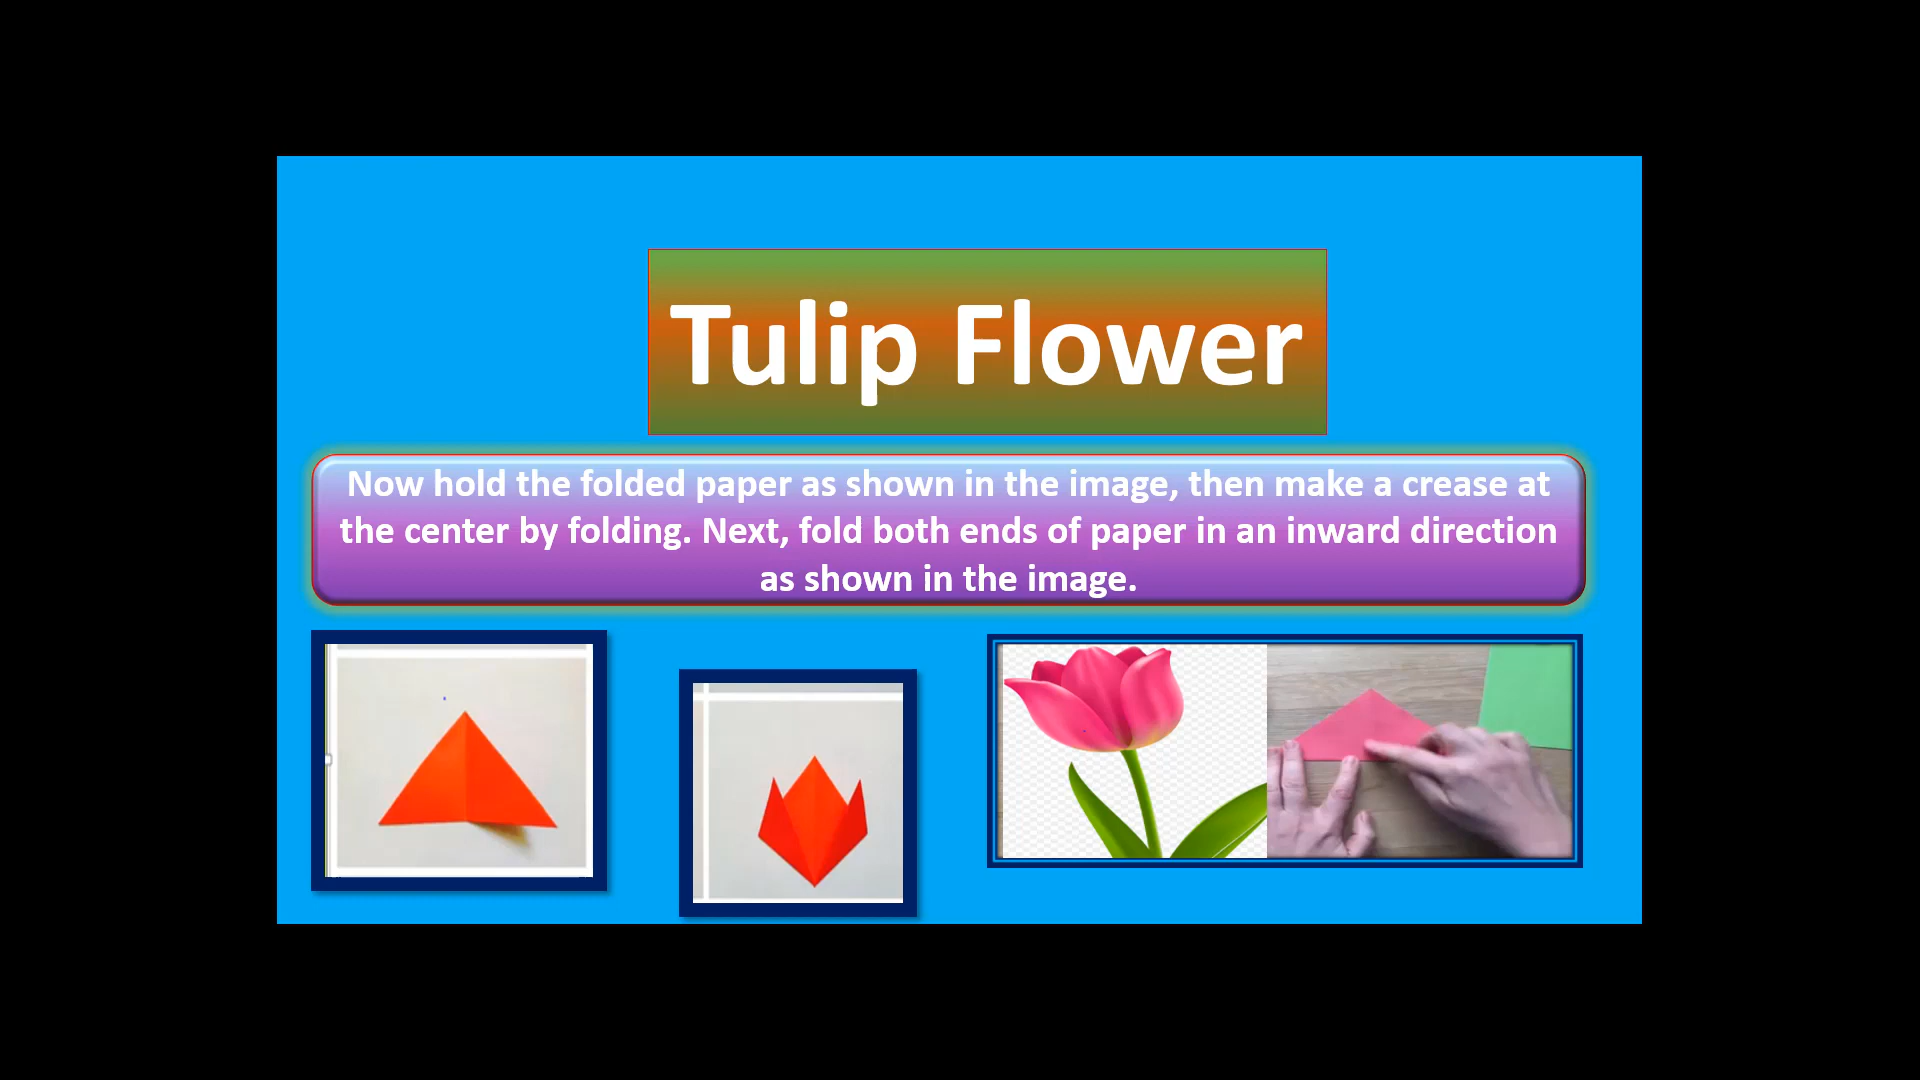 Tulip Flower
Now hold the folded paper as shown in the image, then make a crease at
the center by folding. Next, fold both ends of paper in an inward direction
as shown in the image.